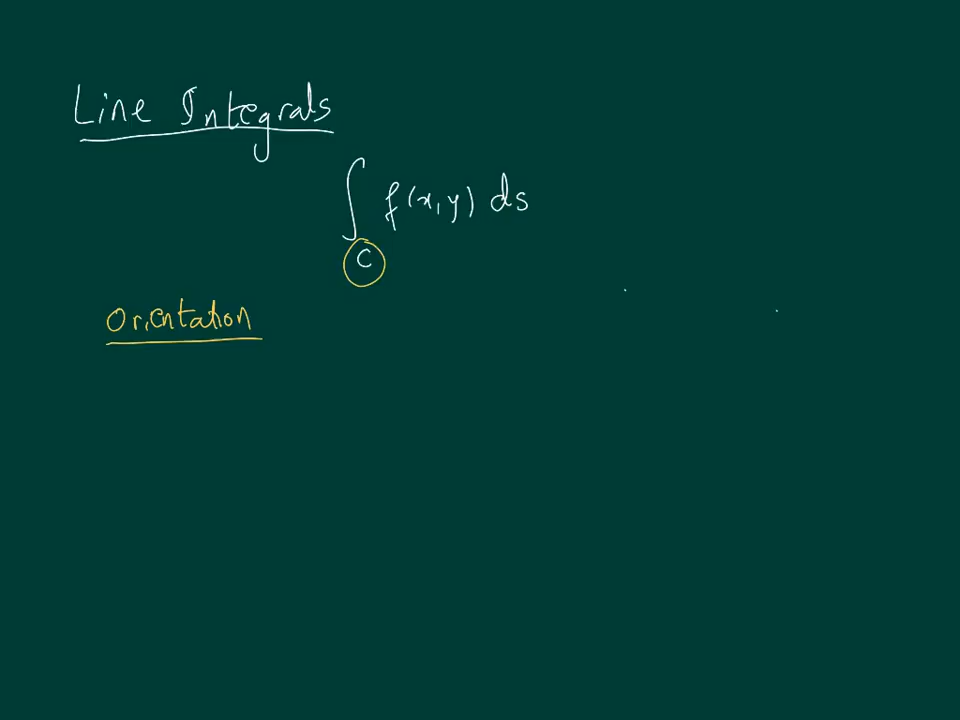 Line Integrals
∫_C f(x,y) ds
Orientation